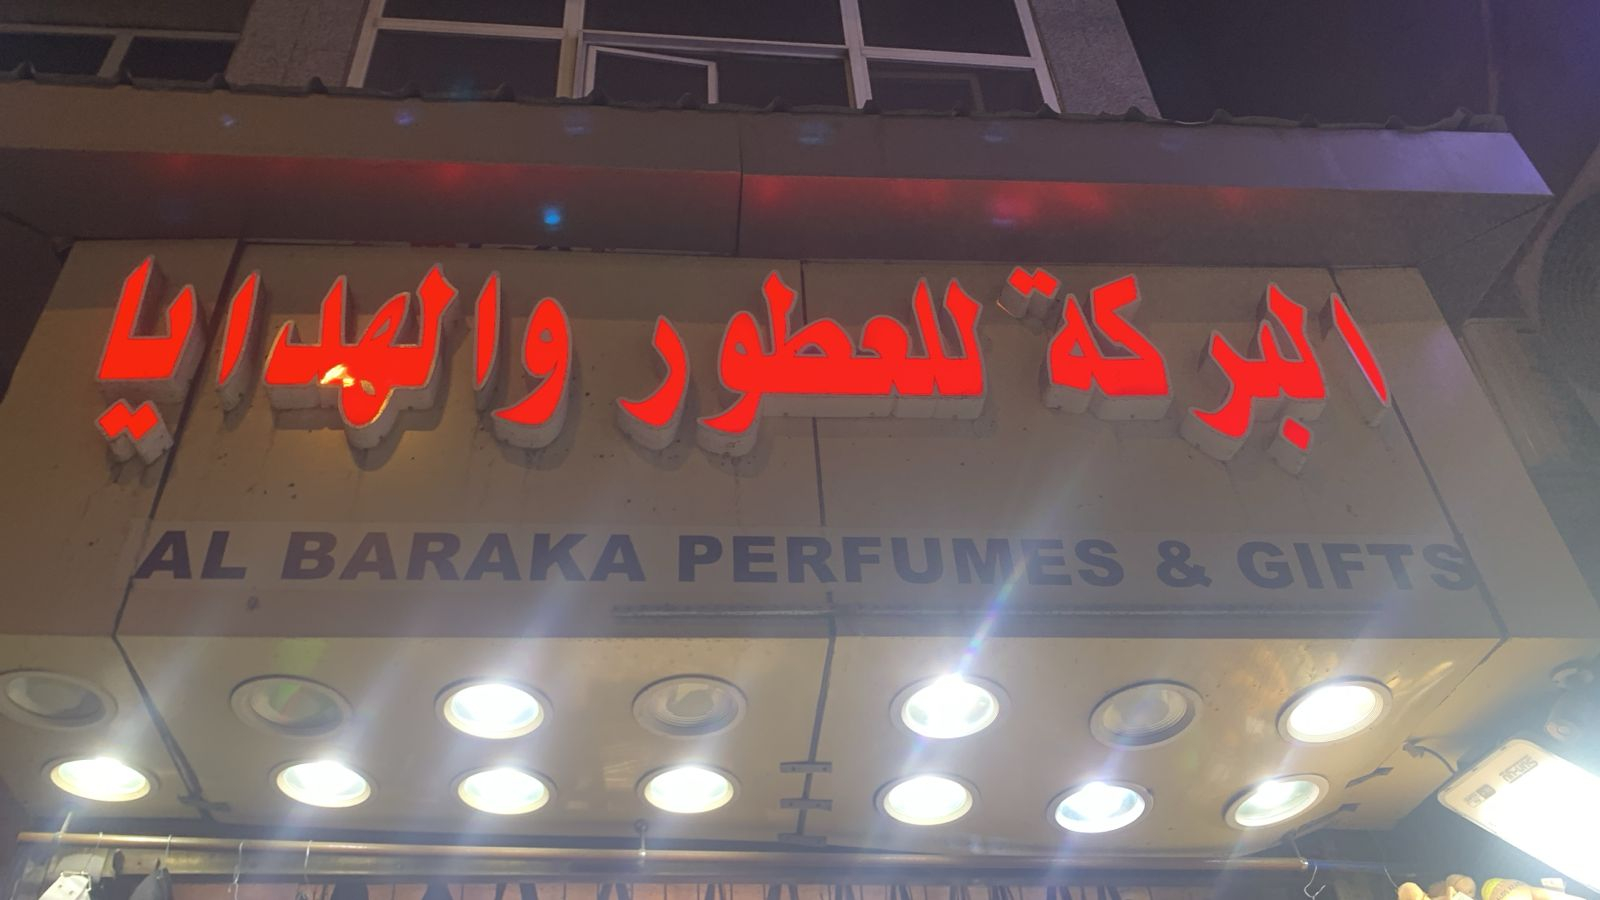 البركة للعطور والهدايا
AL BARAKA PERFUMES & GIFTS